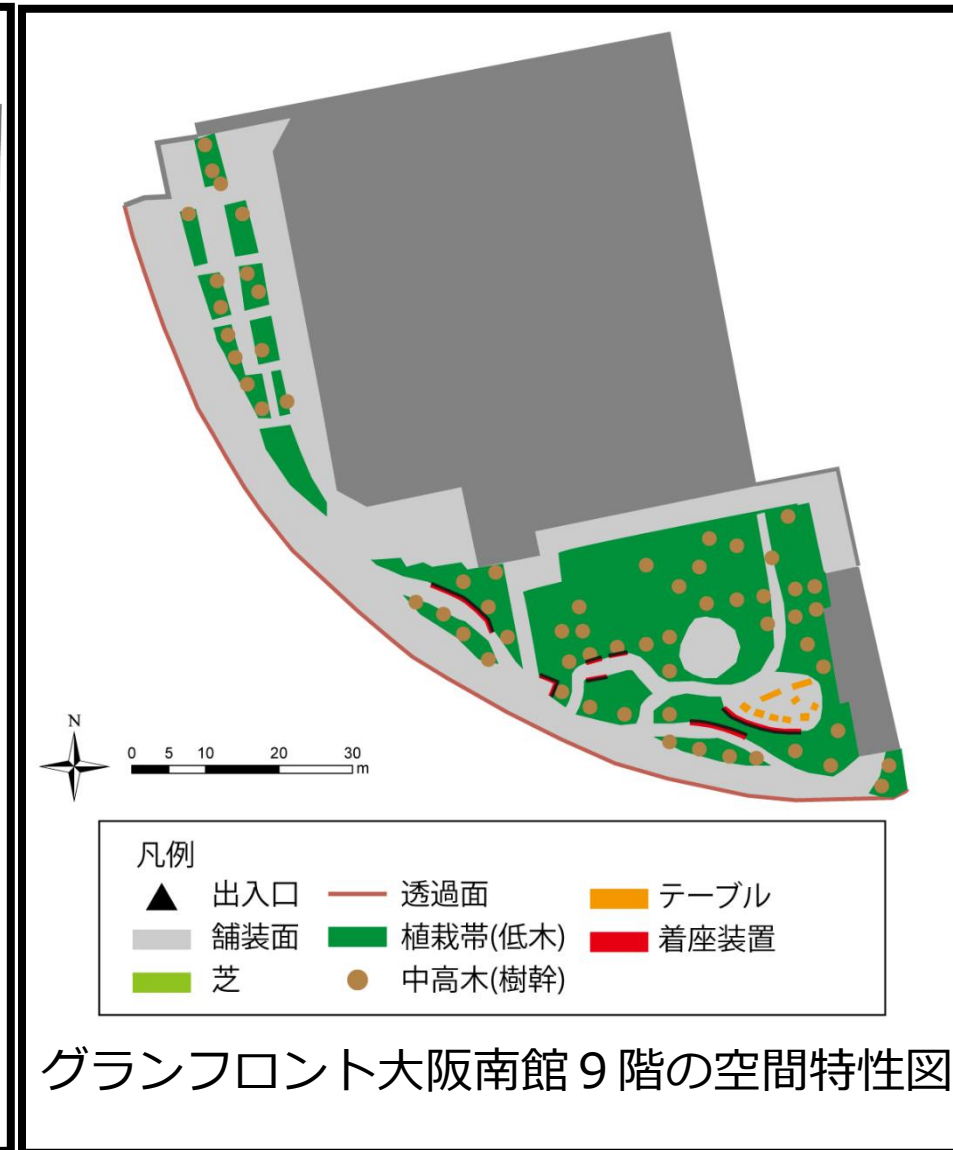 N
0 5 10 20 30
m
凡例
出入口 透過面 テーブル
舗装面 植栽帯(低木) 着座装置
芝 中高木(樹幹)
グランフロント大阪南館9階の空間特性図